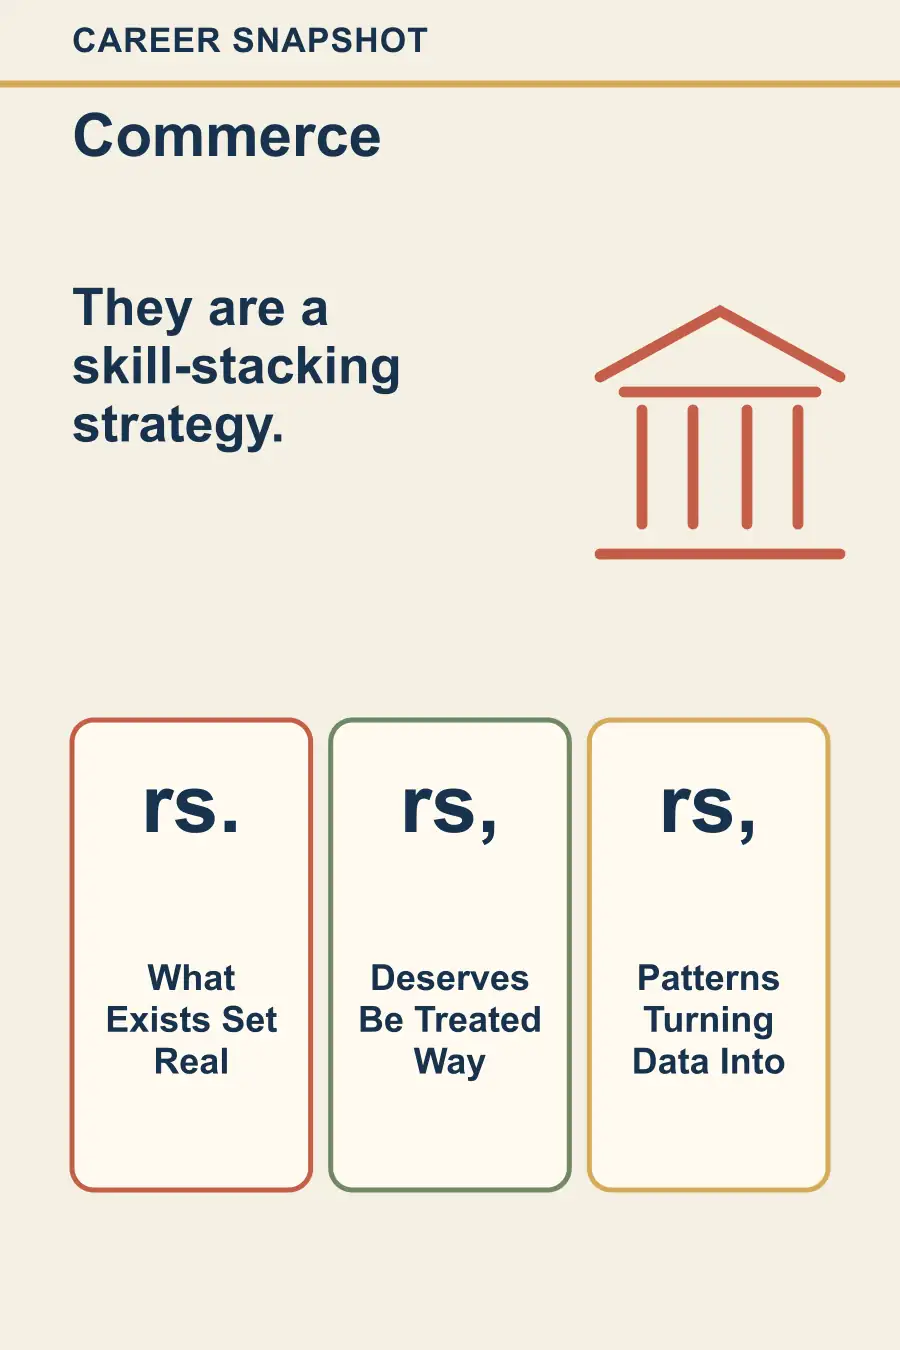 CAREER SNAPSHOT
Commerce
They are a
skill-stacking
strategy.
rs.
What
Exists Set
Real
rs,
Deserves
Be Treated
Way
rs,
Patterns
Turning
Data Into